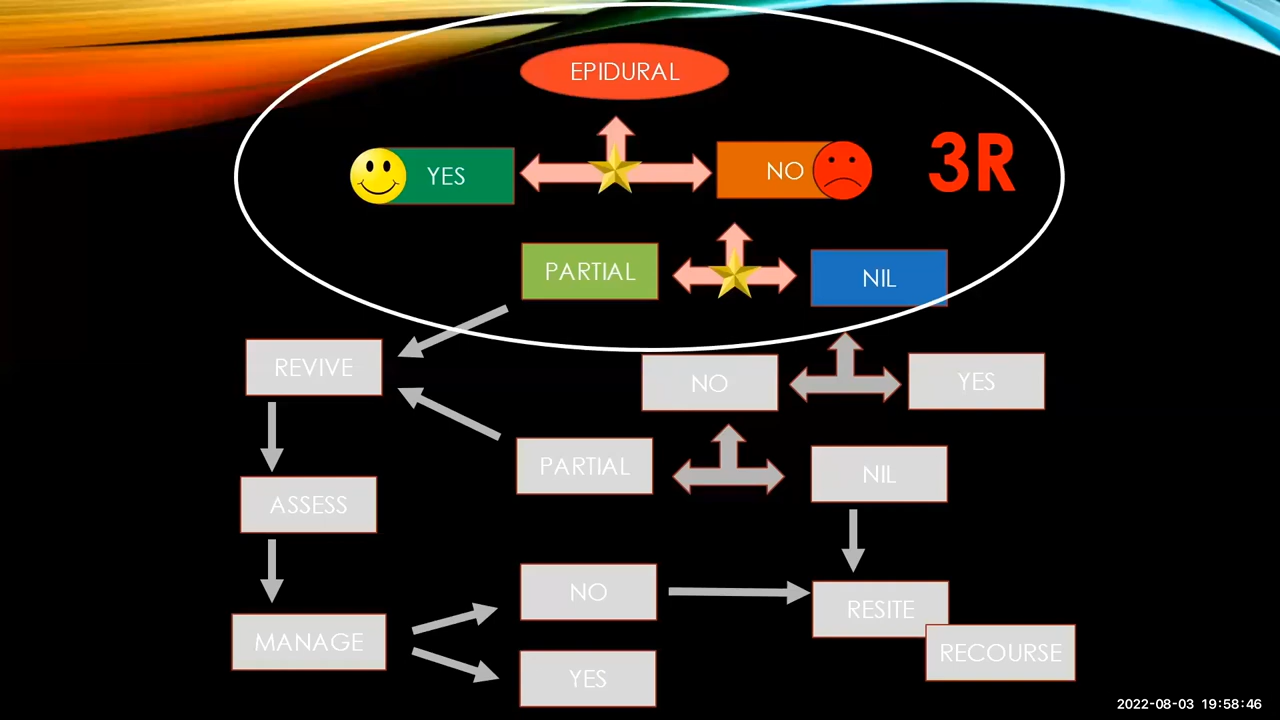 EPIDURAL
YES
NO
3R
PARTIAL
NIL
REVIVE
NO
YES
PARTIAL
NIL
ASSESS
NO
RESITE
MANAGE
RECOURSE
YES
2022-08-03 19:58:46